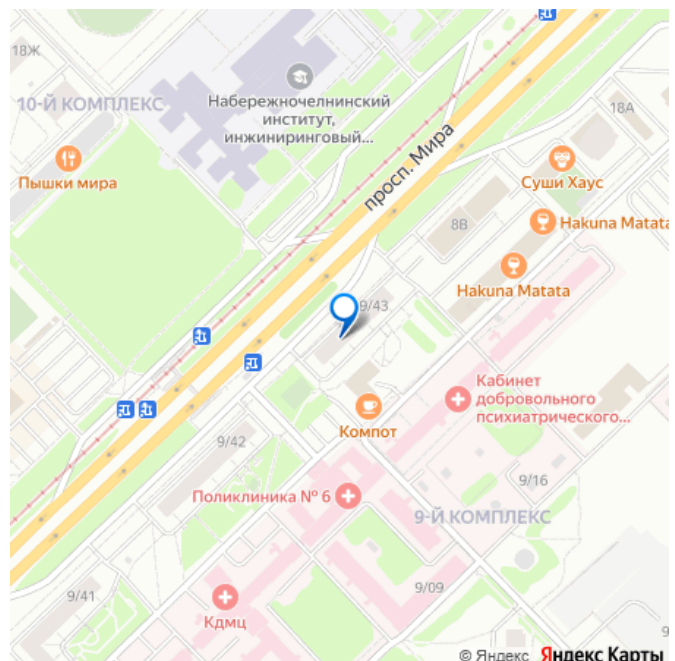 18Ж
10-Й КОМПЛЕКС
Набережночелнинский
институт,
инжиниринговый...
просп. Мира
18А
Пышки мира
Суши Хаус
8В
Hakuna Matata
Hakuna Matata
9/43
Кабинет
добровольного
психиатрического...
Компот
9/42
9/16
Поликлиника № 6
9-Й КОМПЛЕКС
9/41
9/09
Кдмц
© Яндекс Яндекс Карты